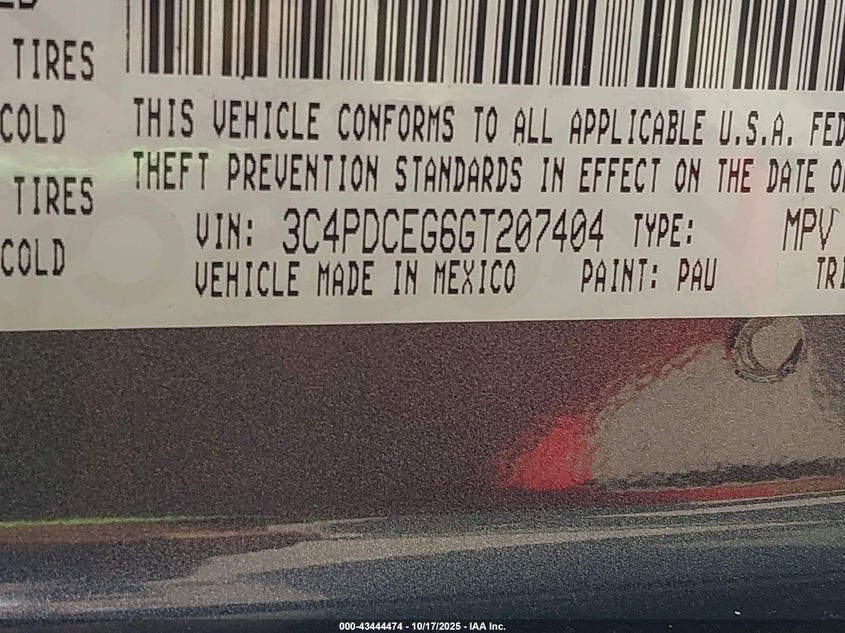 TIRES
COLD
THIS VEHICLE CONFORMS TO ALL APPLICABLE U.S.A. FED
THEFT PREVENTION STANDARDS IN EFFECT ON THE DATE O
TIRES
VIN: 3C4PDCEG6GT207404 TYPE: MPV
COLD
VEHICLE MADE IN MEXICO PAINT: PAU TRI
000-43444474 - 10/17/2025 - IAA Inc.